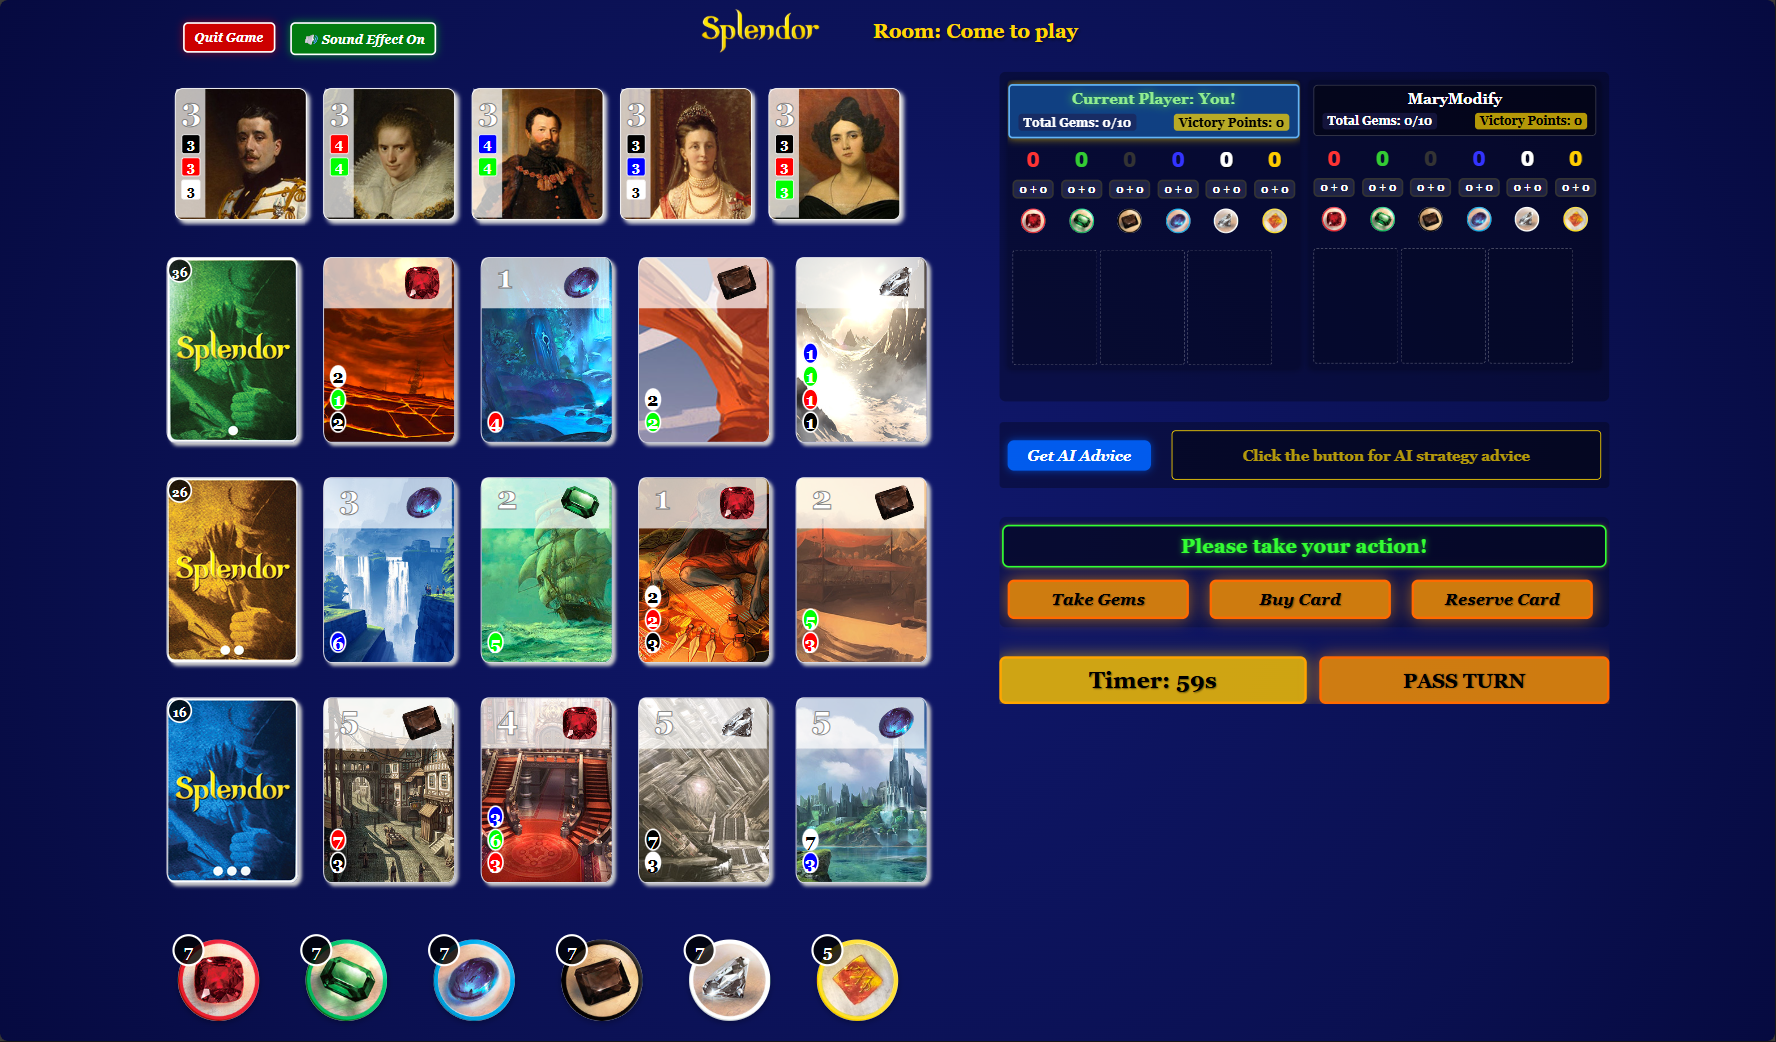 Quit Game
🔊 Sound Effect On
Splendor
Room: Come to play
3
3
3
3
3
4
4
3
4
4
3
3
3
3
3
3
3
3
36
Splendor
2
1
2
1
4
2
2
1
1
1
1
26
Splendor
3
6
2
5
1
2
2
3
2
5
3
16
Splendor
5
7
3
4
3
6
3
5
7
3
5
7
3
7
7
7
7
7
5
Current Player: You!
Total Gems: 0/10
Victory Points: 0
0 0 0 0 0 0
0+0 0+0 0+0 0+0 0+0 0+0
MaryModify
Total Gems: 0/10
Victory Points: 0
0 0 0 0 0 0
0+0 0+0 0+0 0+0 0+0 0+0
Get AI Advice
Click the button for AI strategy advice
Please take your action!
Take Gems
Buy Card
Reserve Card
Timer: 59s
PASS TURN